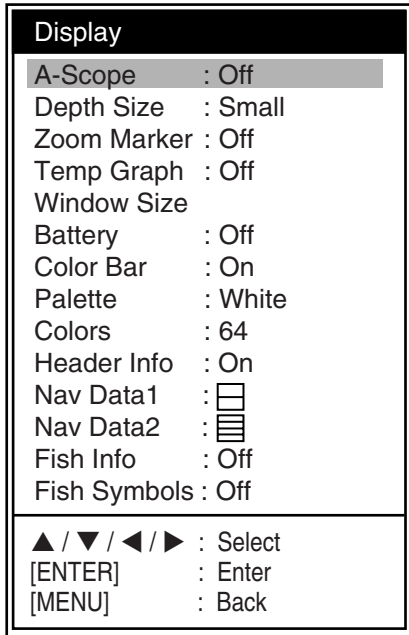 Display
A-Scope : Off
Depth Size : Small
Zoom Marker : Off
Temp Graph : Off
Window Size
Battery : Off
Color Bar : On
Palette : White
Colors : 64
Header Info : On
Nav Data1 :
Nav Data2 :
Fish Info : Off
Fish Symbols : Off
▲ / ▼ / ◀ / ▶ : Select
[ENTER] : Enter
[MENU] : Back